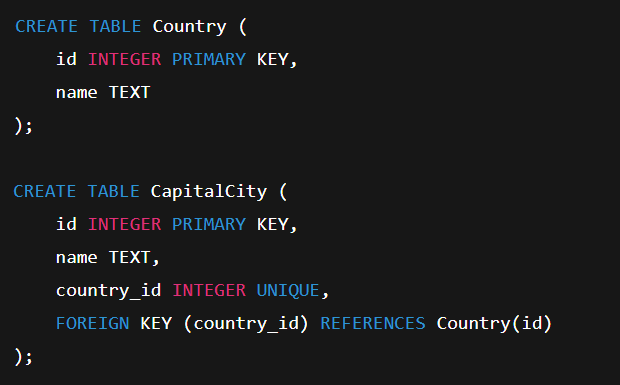 CREATE TABLE Country (
    id INTEGER PRIMARY KEY,
    name TEXT
);

CREATE TABLE CapitalCity (
    id INTEGER PRIMARY KEY,
    name TEXT,
    country_id INTEGER UNIQUE,
    FOREIGN KEY (country_id) REFERENCES Country(id)
);